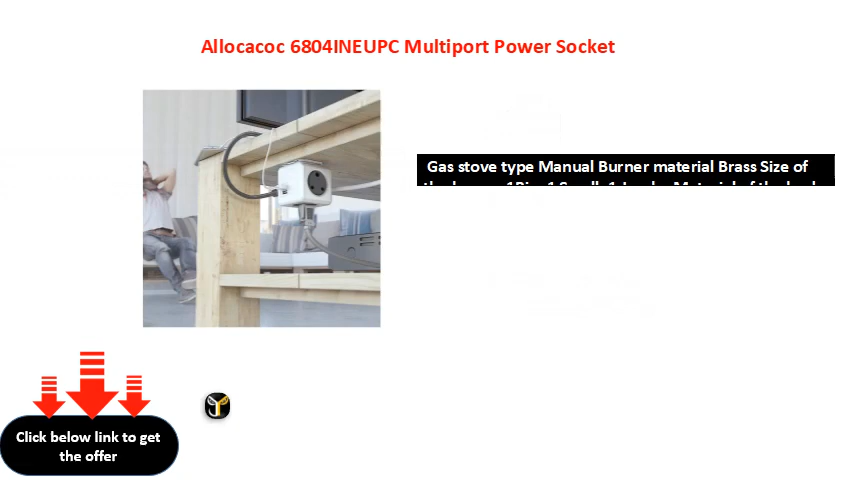 Allocacoc 6804INEUPC Multiport Power Socket
Gas stove type Manual Burner material Brass Size of
Click below link to get
the offer